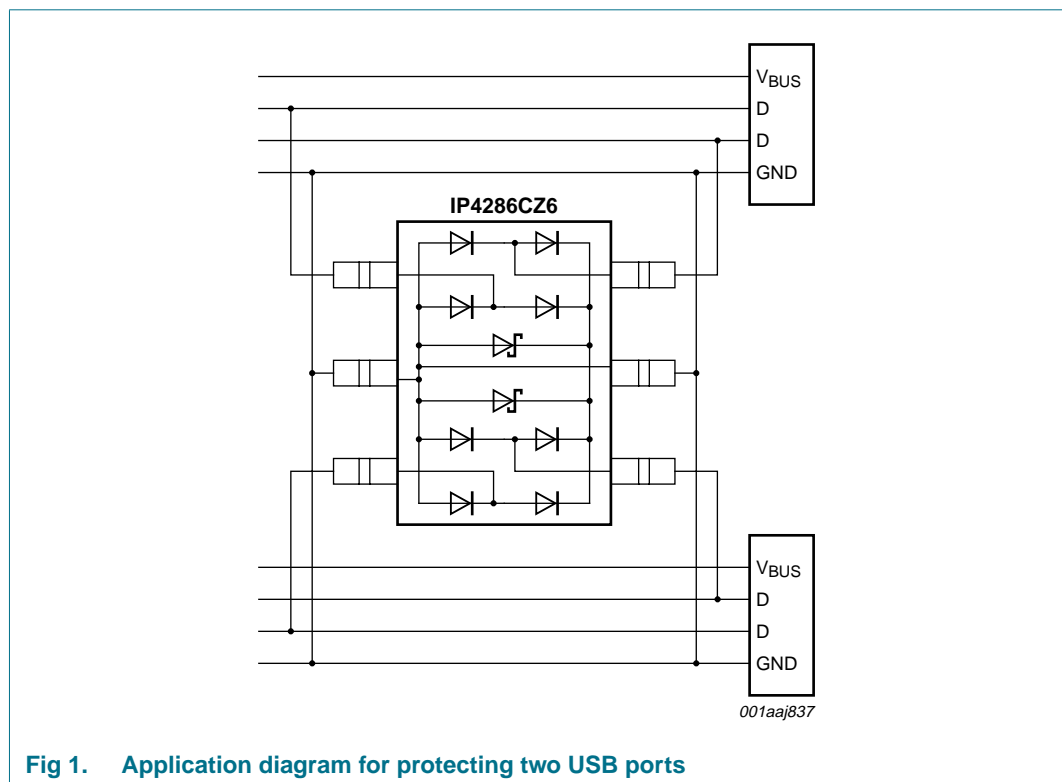 VBUS
D
D
GND
IP4286CZ6
VBUS
D
D
GND
001aaj837
Fig 1. Application diagram for protecting two USB ports